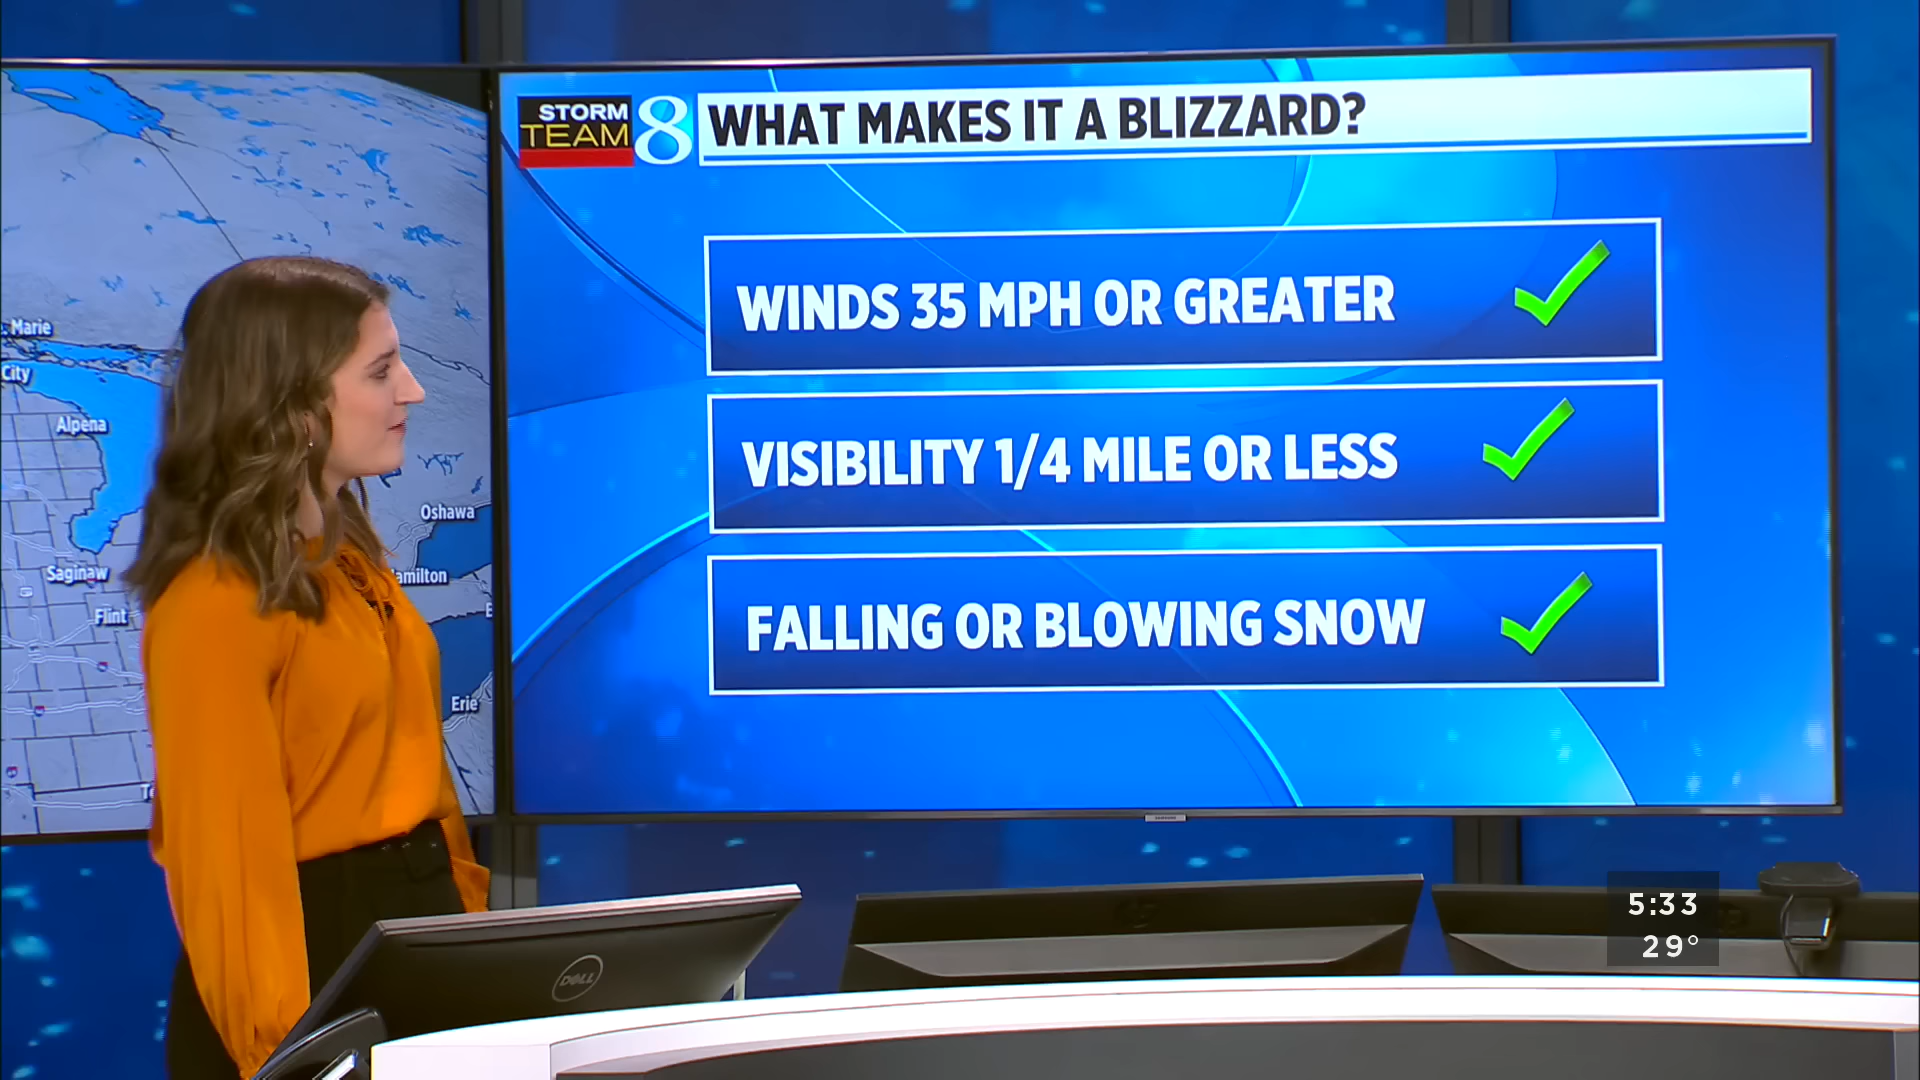 STORM
TEAM
8
WHAT MAKES IT A BLIZZARD?
WINDS 35 MPH OR GREATER
VISIBILITY 1/4 MILE OR LESS
FALLING OR BLOWING SNOW
. Marie
City
Alpena
Oshawa
Saginaw
amilton
Flint
E
Erie
T
SAMSUNG
DELL
5:33
29°